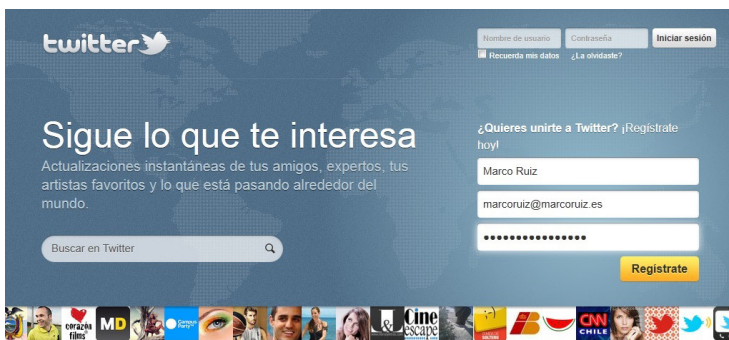 twitter
Nombre de usuario
Contraseña
Iniciar sesión
Recuerda mis datos
¿La olvidaste?
Sigue lo que te interesa
Actualizaciones instantáneas de tus amigos, expertos, tus
artistas favoritos y lo que está pasando alrededor del
mundo.
Buscar en Twitter
¿Quieres unirte a Twitter? ¡Regístrate
hoy!
Marco Ruiz
marcoruiz@marcoruiz.es
Regístrate
corazón
films
MD
Campus
Party
Cine
escape
CNN
CHILE